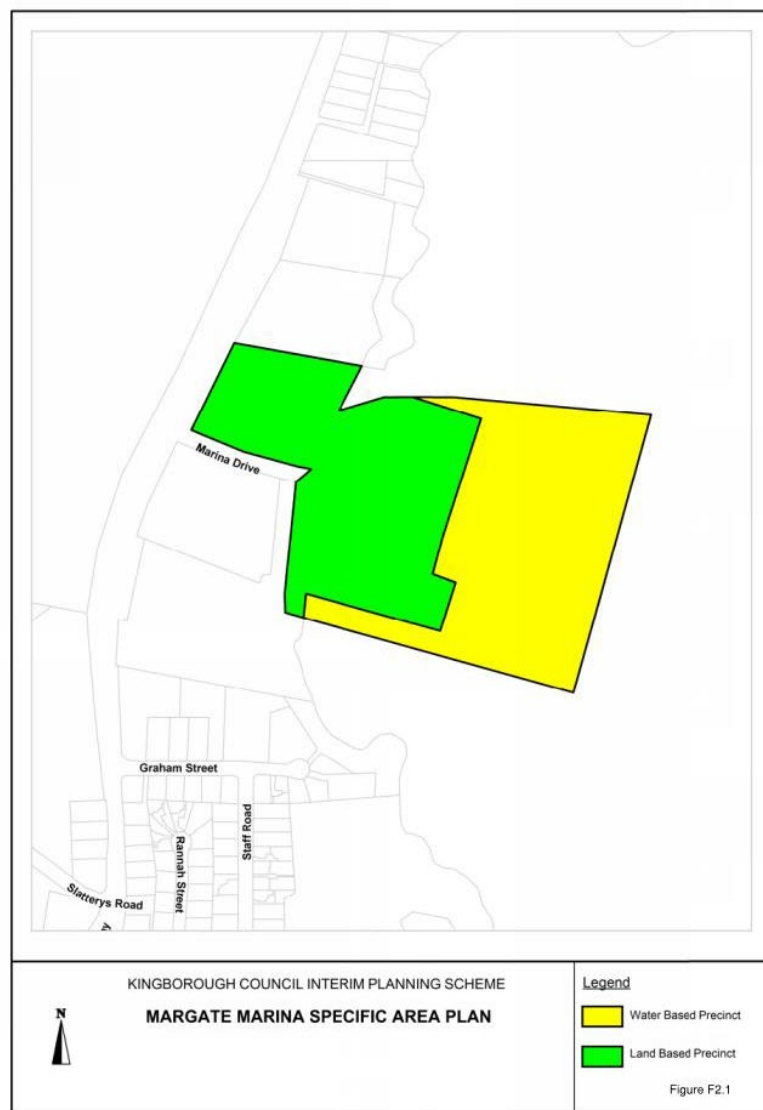 Marina Drive
Graham Street
Staff Road
Rannah Street
Slatterys Road
y
KINGBOROUGH COUNCIL INTERIM PLANNING SCHEME
MARGATE MARINA SPECIFIC AREA PLAN
N
Legend
Water Based Precinct
Land Based Precinct
Figure F2.1